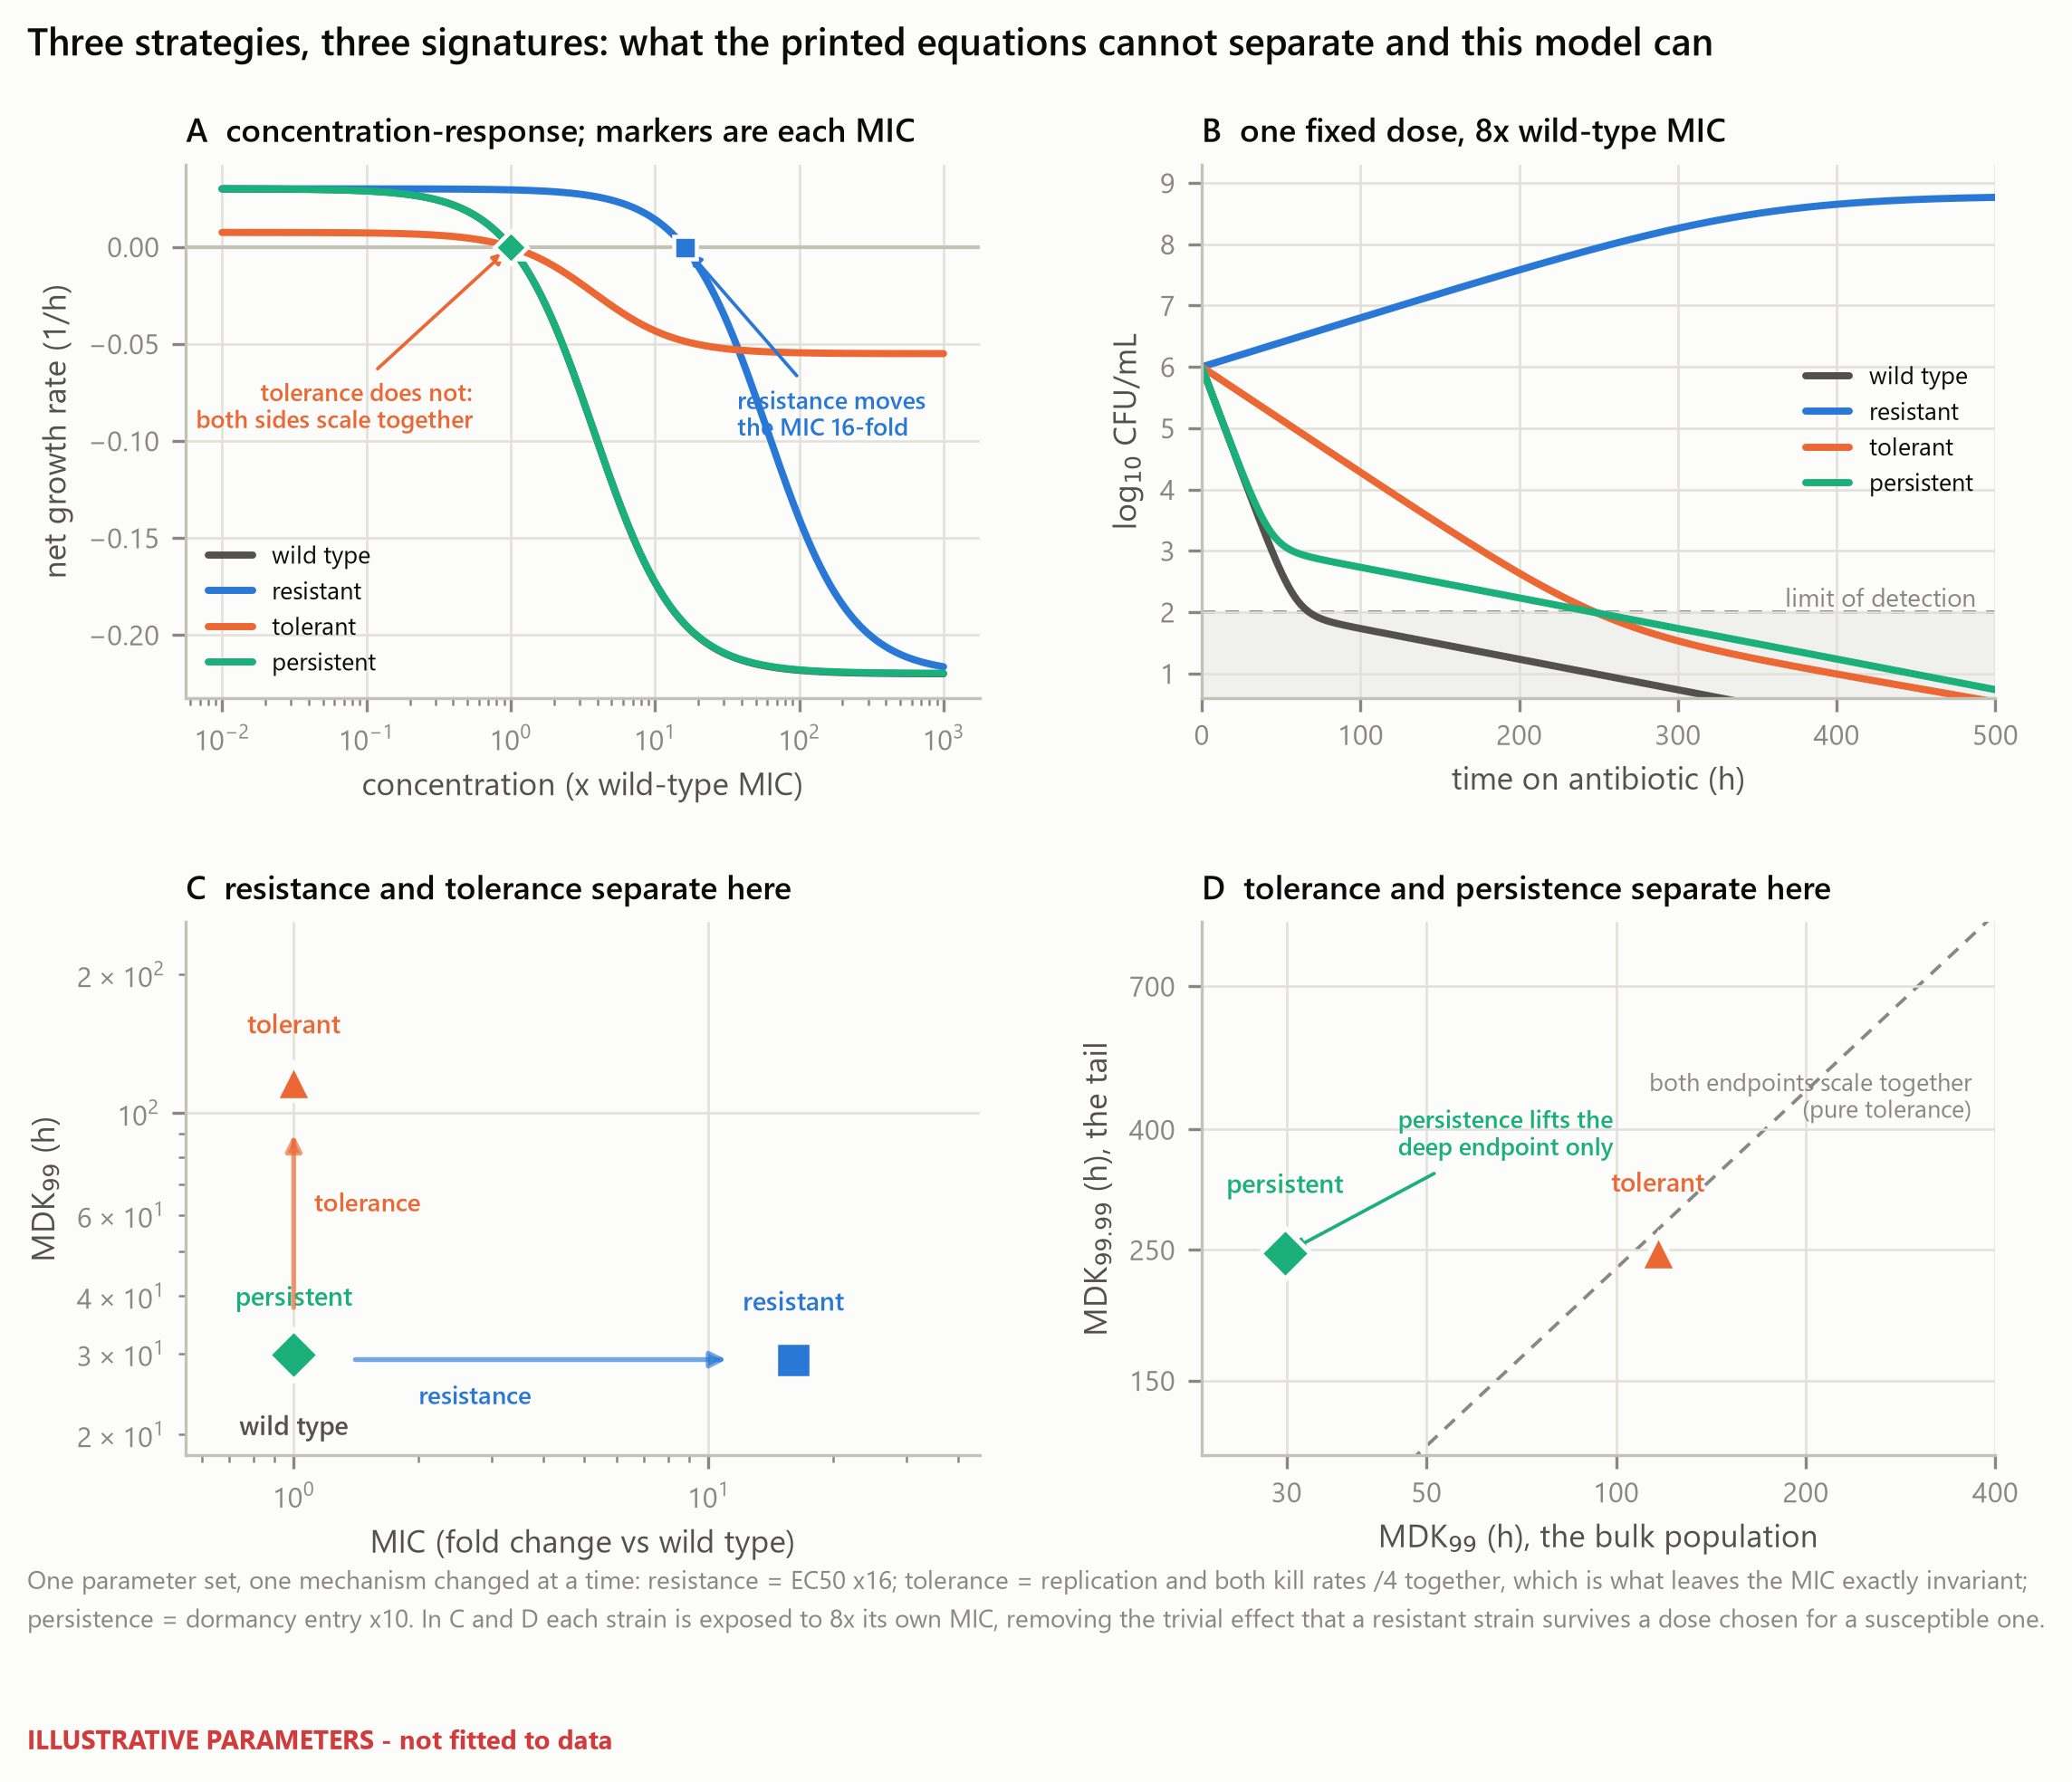 Three strategies, three signatures: what the printed equations cannot separate and this model can
A concentration-response; markers are each MIC
net growth rate (1/h)
0.00
−0.05
−0.10
−0.15
−0.20
tolerance does not:
both sides scale together
resistance moves
the MIC 16-fold
wild type
resistant
tolerant
persistent
10⁻²
10⁻¹
10⁰
10¹
10²
10³
concentration (x wild-type MIC)
B one fixed dose, 8x wild-type MIC
log₁₀ CFU/mL
9
8
7
6
5
4
3
2
1
wild type
resistant
tolerant
persistent
limit of detection
0
100
200
300
400
500
time on antibiotic (h)
C resistance and tolerance separate here
MDK₉₉ (h)
2 × 10²
10²
6 × 10¹
4 × 10¹
3 × 10¹
2 × 10¹
tolerant
tolerance
persistent
resistant
resistance
wild type
10⁰
10¹
MIC (fold change vs wild type)
D tolerance and persistence separate here
MDK₉₉.₉₉ (h), the tail
700
400
250
150
both endpoints scale together
(pure tolerance)
persistence lifts the
deep endpoint only
persistent
tolerant
30
50
100
200
400
MDK₉₉ (h), the bulk population
One parameter set, one mechanism changed at a time: resistance = EC50 x16; tolerance = replication and both kill rates /4 together, which is what leaves the MIC exactly invariant;
persistence = dormancy entry x10. In C and D each strain is exposed to 8x its own MIC, removing the trivial effect that a resistant strain survives a dose chosen for a susceptible one.
ILLUSTRATIVE PARAMETERS - not fitted to data